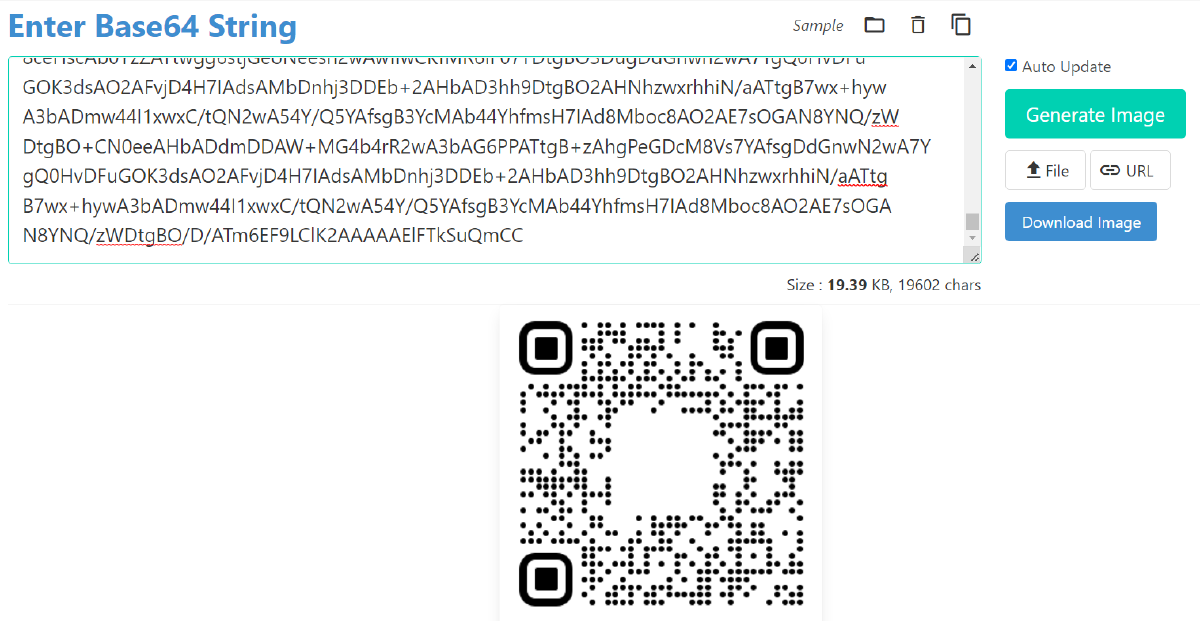 Enter Base64 String
Sample
GOK3dsAO2AFvjD4H7IAdsAMbDnhj3DDEb+2AHbAD3hh9DtgBO2AHNhzwxrhhiN/aATtgB7wx+hyw
A3bADmw44I1xwxC/tQN2wA54Y/Q5YAfsgB3YcMAb44YhfmsH7IAd8Mboc8AO2AE7sOGAN8YNQ/zW
DtgBO+CN0eeAHbADdmDDAW+MG4b4rR2wA3bAG6PPATtgB+zAhgPeGDcM8Vs7YAfsgDdGnwN2wA7Y
gQ0HvDFuGOK3dsAO2AFvjD4H7IAdsAMbDnhj3DDEb+2AHbAD3hh9DtgBO2AHNhzwxrhhiN/aATtg
B7wx+hywA3bADmw44I1xwxC/tQN2wA54Y/Q5YAfsgB3YcMAb44YhfmsH7IAd8Mboc8AO2AE7sOGA
N8YNQ/zWDtgBO/D/ATm6EF9LClK2AAAAAElFTkSuQmCC
Size : 19.39 KB, 19602 chars
Auto Update
Generate Image
File
URL
Download Image